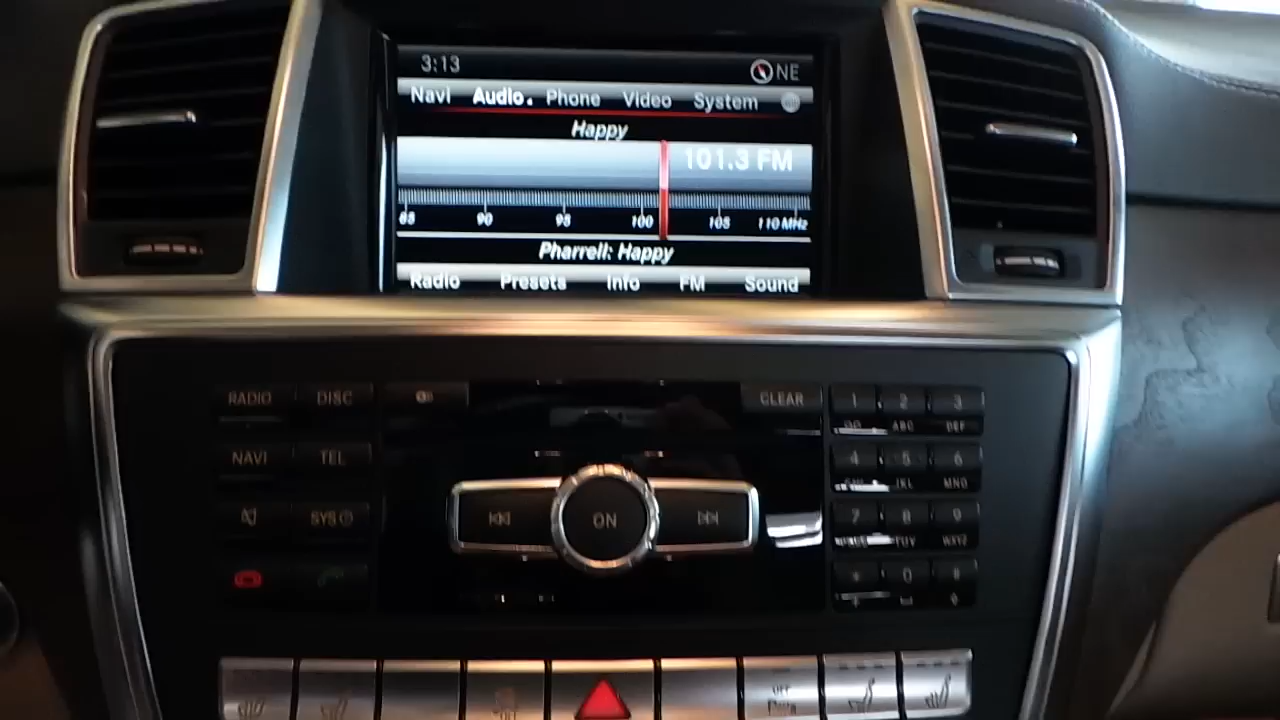 3:13 NE
Navi Audio Phone Video System
Happy
101.3 FM
85 90 95 100 105 110 MHz
Pharrell: Happy
Radio Presets Info FM Sound
RADIO DISC CLEAR 1 2 3
ABC DEF
NAVI TEL 4 5 6
JKL MNO
SYS ON 7 8 9
TUV WXYZ
* 0 #
OFF